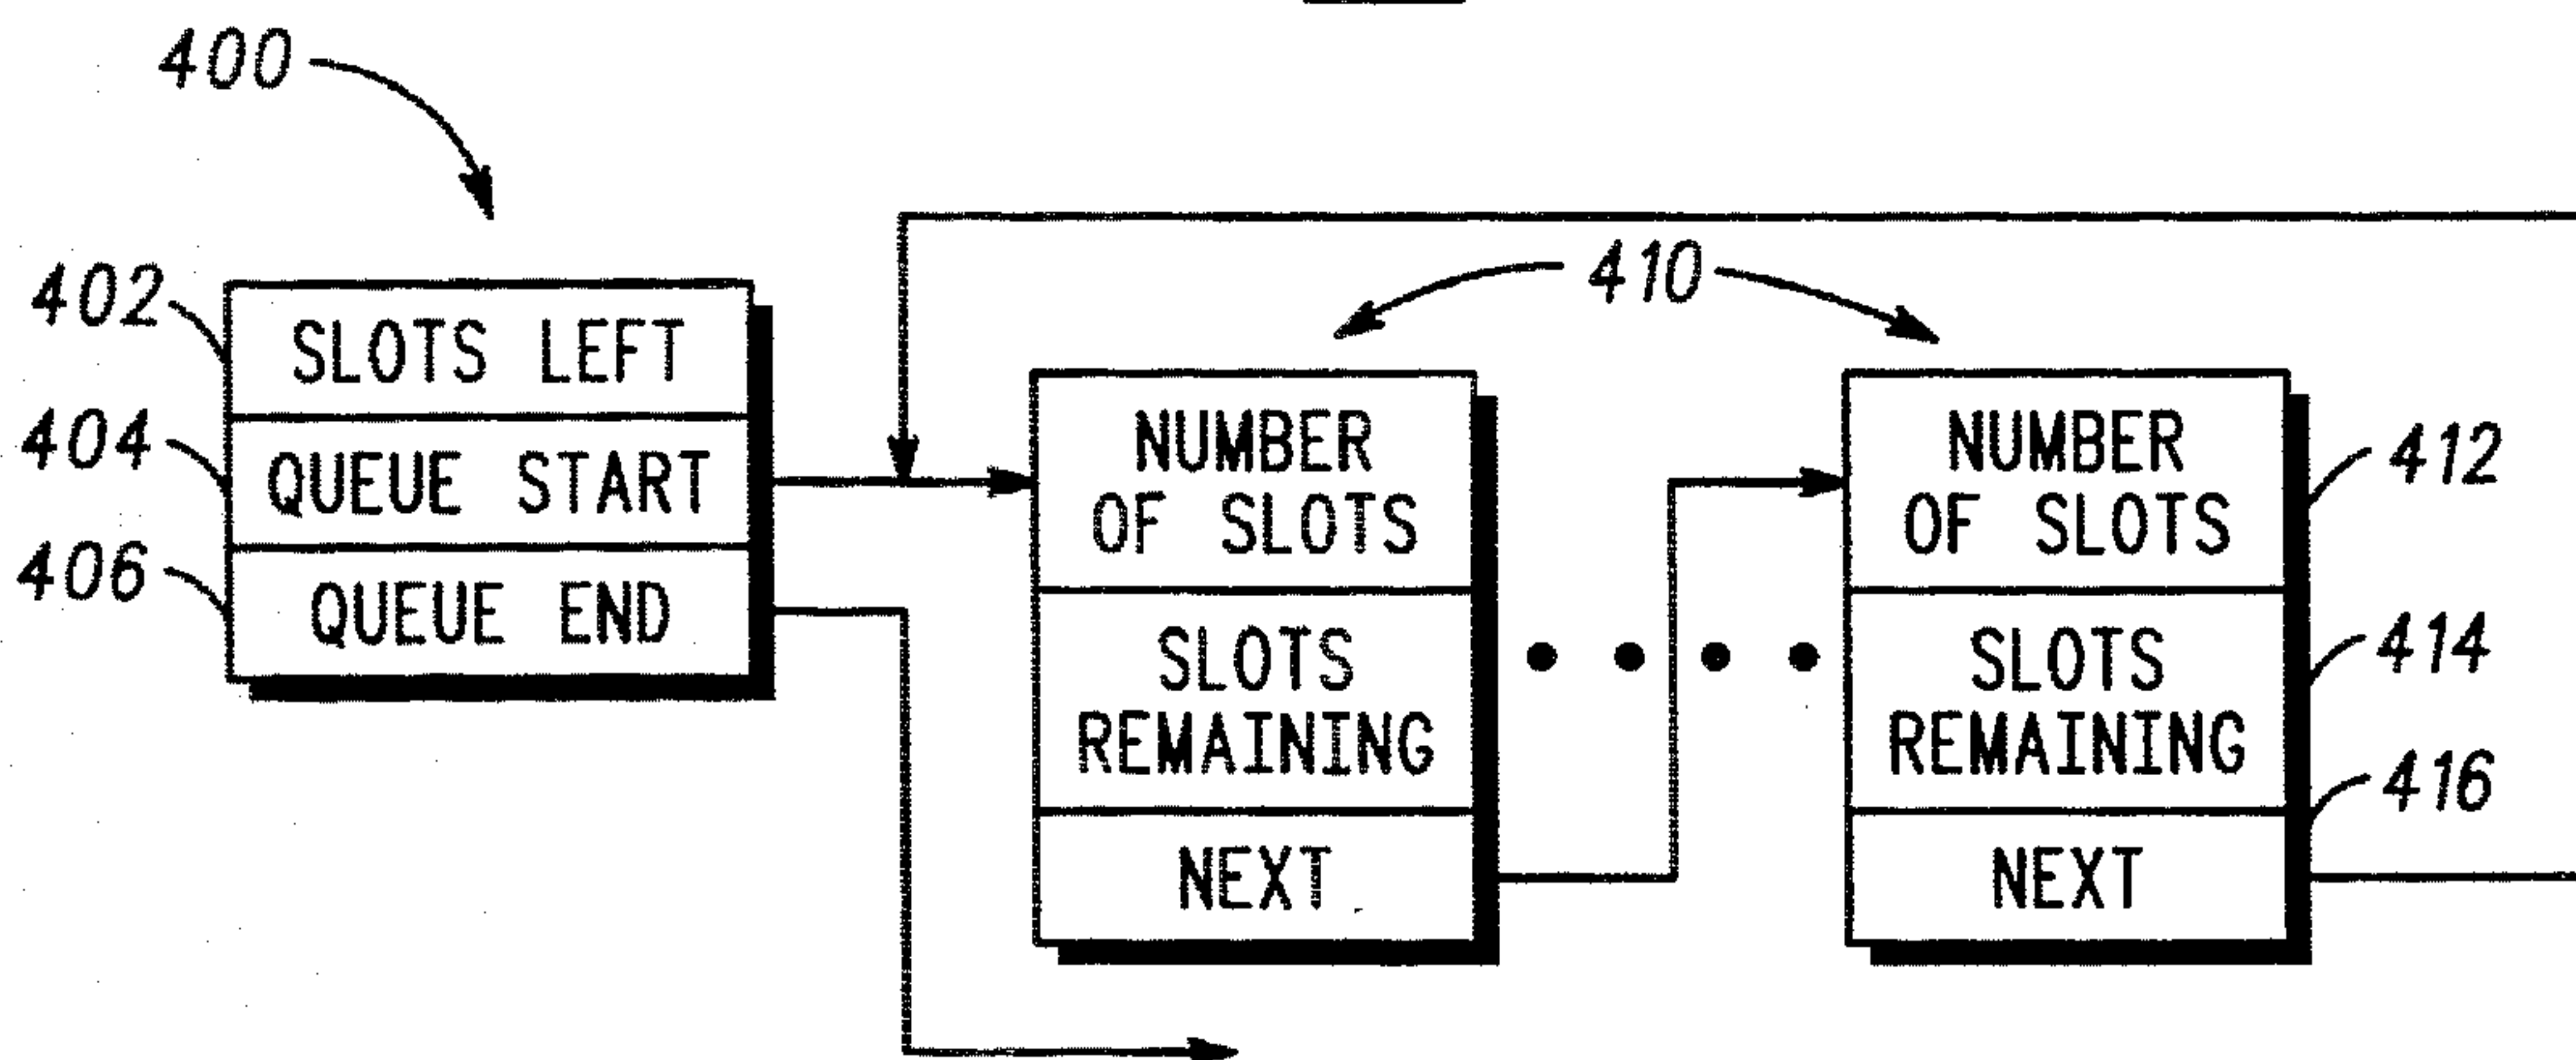 400
402
SLOTS LEFT
404
QUEUE START
406
QUEUE END
410
NUMBER
OF SLOTS
SLOTS
REMAINING
NEXT
NUMBER
OF SLOTS
SLOTS
REMAINING
NEXT
412
414
416